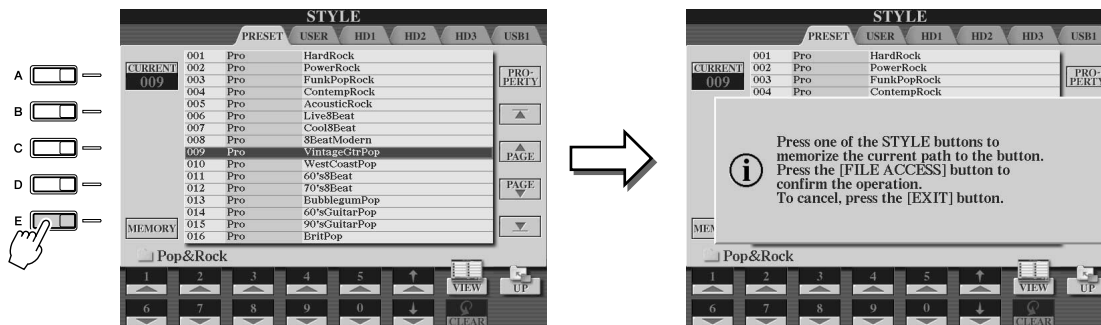 A
B
C
D
E
STYLE
PRESET USER HD1 HD2 HD3 USB1
CURRENT
009
001 Pro HardRock
002 Pro PowerRock
003 Pro FunkPopRock
004 Pro ContempRock
005 Pro AcousticRock
006 Pro Live8Beat
007 Pro Cool8Beat
008 Pro 8BeatModern
009 Pro VintageGtrPop
010 Pro WestCoastPop
011 Pro 60's8Beat
012 Pro 70's8Beat
013 Pro BubblegumPop
014 Pro 60'sGuitarPop
015 Pro 90'sGuitarPop
016 Pro BritPop
MEMORY
PRO-
PERTY
PAGE
PAGE
Pop&Rock
1 2 3 4 5
VIEW UP
6 7 8 9 0
CLEAR
STYLE
PRESET USER HD1 HD2 HD3 USB1
CURRENT
009
001 Pro HardRock
002 Pro PowerRock
003 Pro FunkPopRock
004 Pro ContempRock
PRO-
PERT
Press one of the STYLE buttons to
memorize the current path to the button.
Press the [FILE ACCESS] button to
confirm the operation.
To cancel, press the [EXIT] button.
MEM
Pop&Rock
1 2 3 4 5
VIEW UP
6 7 8 9 0
CLEAR